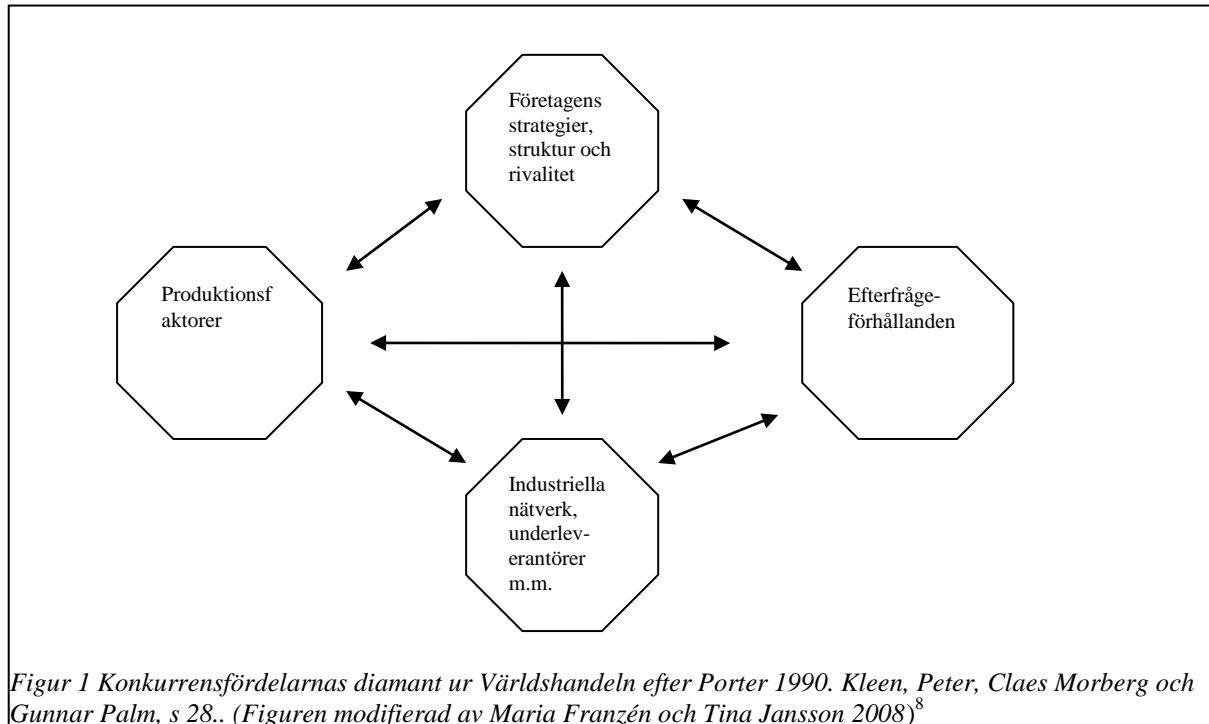 Företagens
strategier,
struktur och
rivalitet
Produktionsf
aktorer
Efterfråge-
förhållanden
Industriella
nätverk,
underlev-
erantörer
m.m.
Figur 1 Konkurrensfördelarnas diamant ur Världshandeln efter Porter 1990. Kleen, Peter, Claes Morberg och
Gunnar Palm, s 28.. (Figuren modifierad av Maria Franzén och Tina Jansson 2008)8